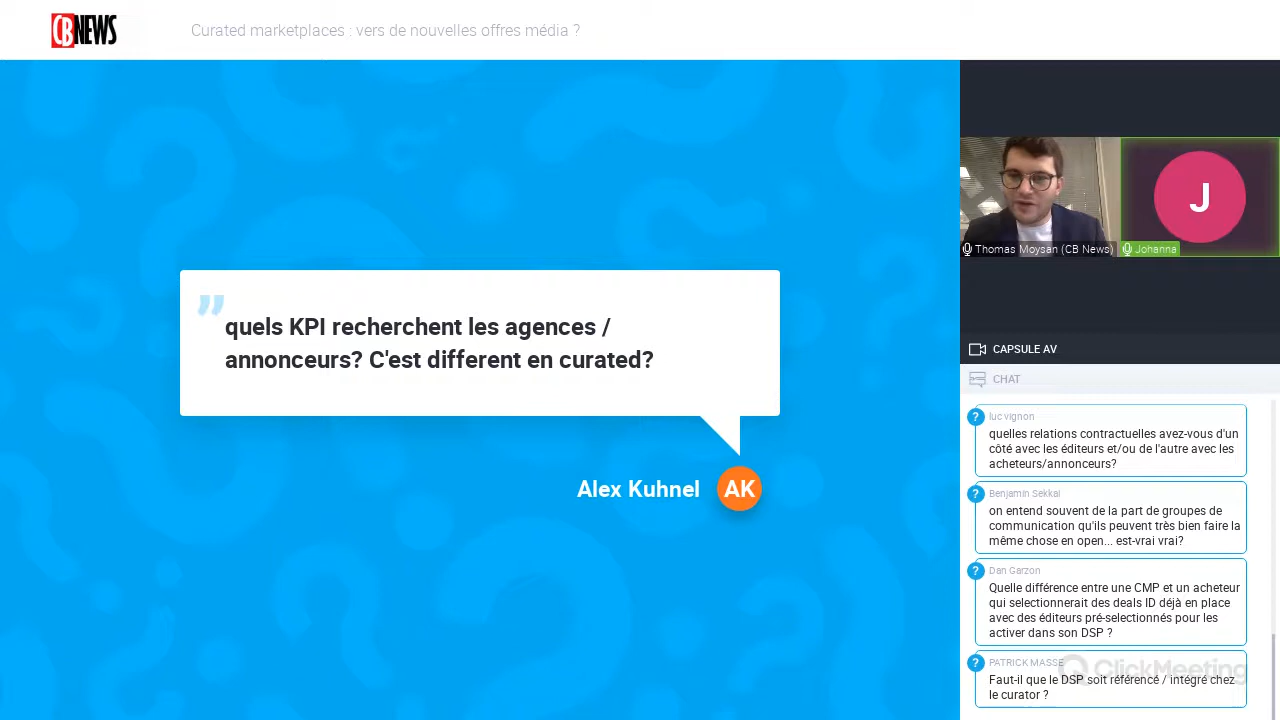 CB NEWS
Curated marketplaces : vers de nouvelles offres média ?
quels KPI recherchent les agences /
annonceurs? C'est different en curated?
Alex Kuhnel
AK
J
Thomas Moysan (CB News)
Johanna
CAPSULE AV
CHAT
?
luc vignon
quelles relations contractuelles avez-vous d'un
côté avec les éditeurs et/ou de l'autre avec les
acheteurs/annonceurs?
?
Benjamin Sekkai
on entend souvent de la part de groupes de
communication qu'ils peuvent très bien faire la
même chose en open... est-vrai vrai?
?
Dan Garzon
Quelle différence entre une CMP et un acheteur
qui selectionnerait des deals ID déjà en place
avec des éditeurs pré-selectionnés pour les
activer dans son DSP ?
?
PATRICK MASSE
ClickMeeting
Faut-il que le DSP soit référencé / intégré chez
le curator ?